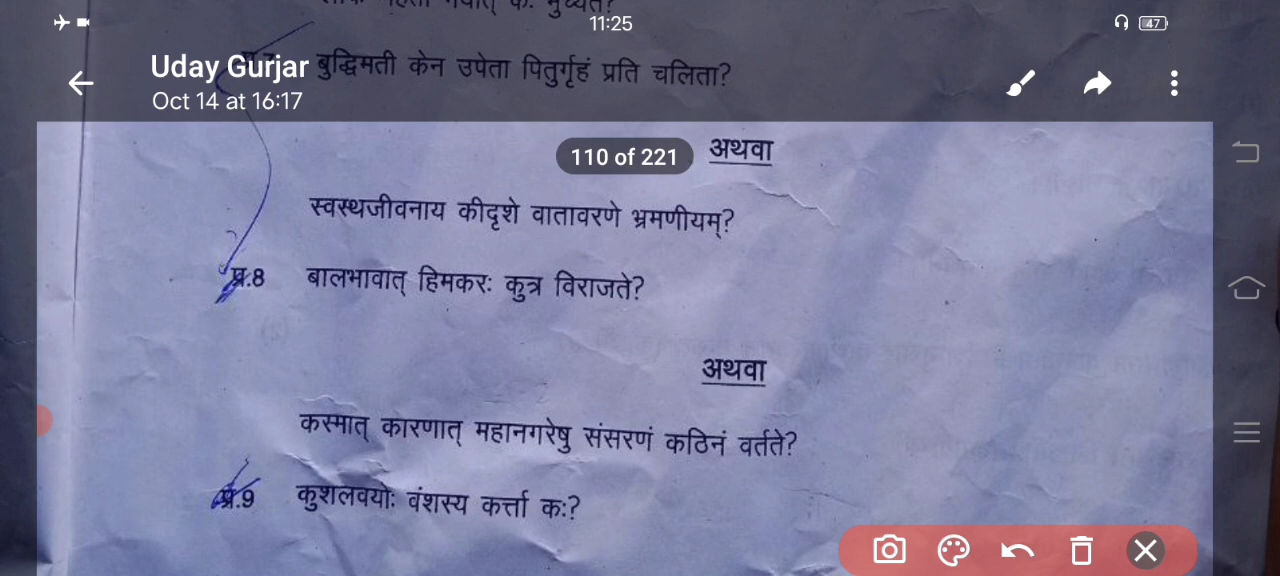 11:25
47
Uday Gurjar
Oct 14 at 16:17
बुद्धिमती केन उपेता पितुर्गृहं प्रति चलिता?
110 of 221
अथवा
स्वस्थजीवनाय कीदृशे वातावरणे भ्रमणीयम्?
प्र.8 बालभावात् हिमकरः कुत्र विराजते?
अथवा
कस्मात् कारणात् महानगरेषु संसरणं कठिनं वर्तते?
प्र.9 कुशलवयोः वंशस्य कर्त्ता कः?